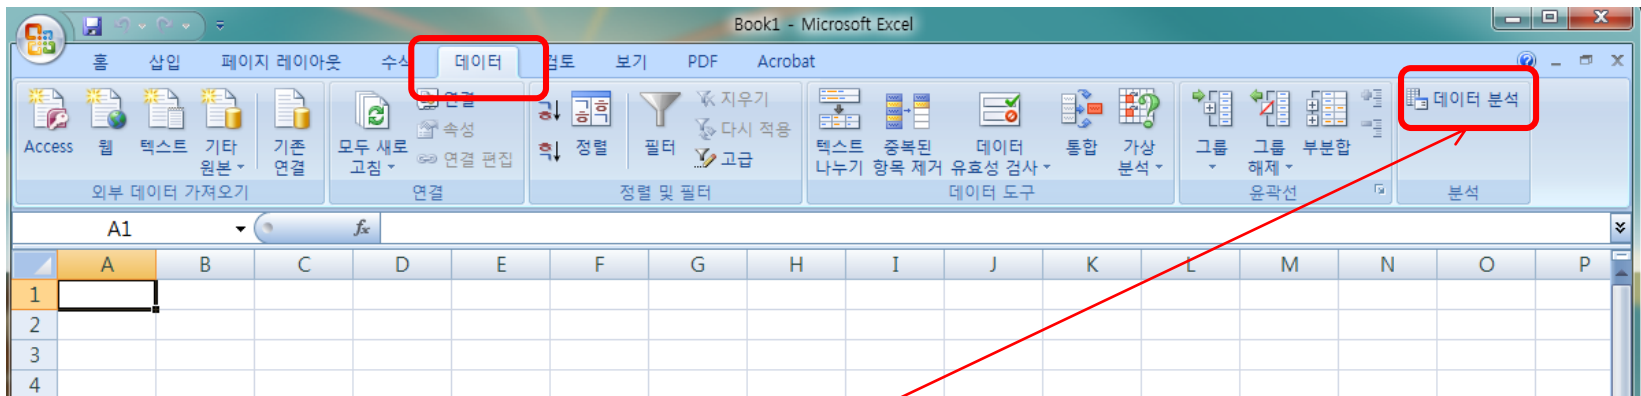 Book1 - Microsoft Excel
홈 삽입 페이지 레이아웃 수식 데이터 검토 보기 PDF Acrobat
Access 웹 텍스트 기타 원본 기존 연결
외부 데이터 가져오기
모두 새로 고침 연결 속성 연결 편집
연결
정렬 필터 지우기 다시 적용 고급
정렬 및 필터
텍스트 나누기 중복된 항목 제거 데이터 유효성 검사 통합 가상 분석
데이터 도구
그룹 그룹 해제 부분합
윤곽선
데이터 분석
분석
A1 fx
A B C D E F G H I J K L M N O P
1
2
3
4